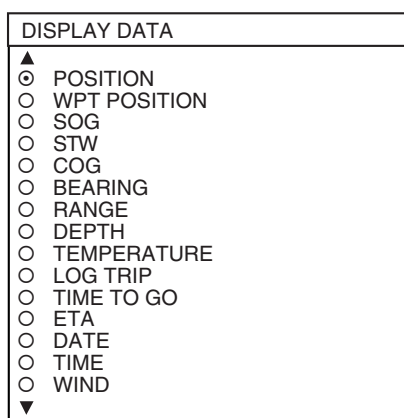 DISPLAY DATA
POSITION
WPT POSITION
SOG
STW
COG
BEARING
RANGE
DEPTH
TEMPERATURE
LOG TRIP
TIME TO GO
ETA
DATE
TIME
WIND